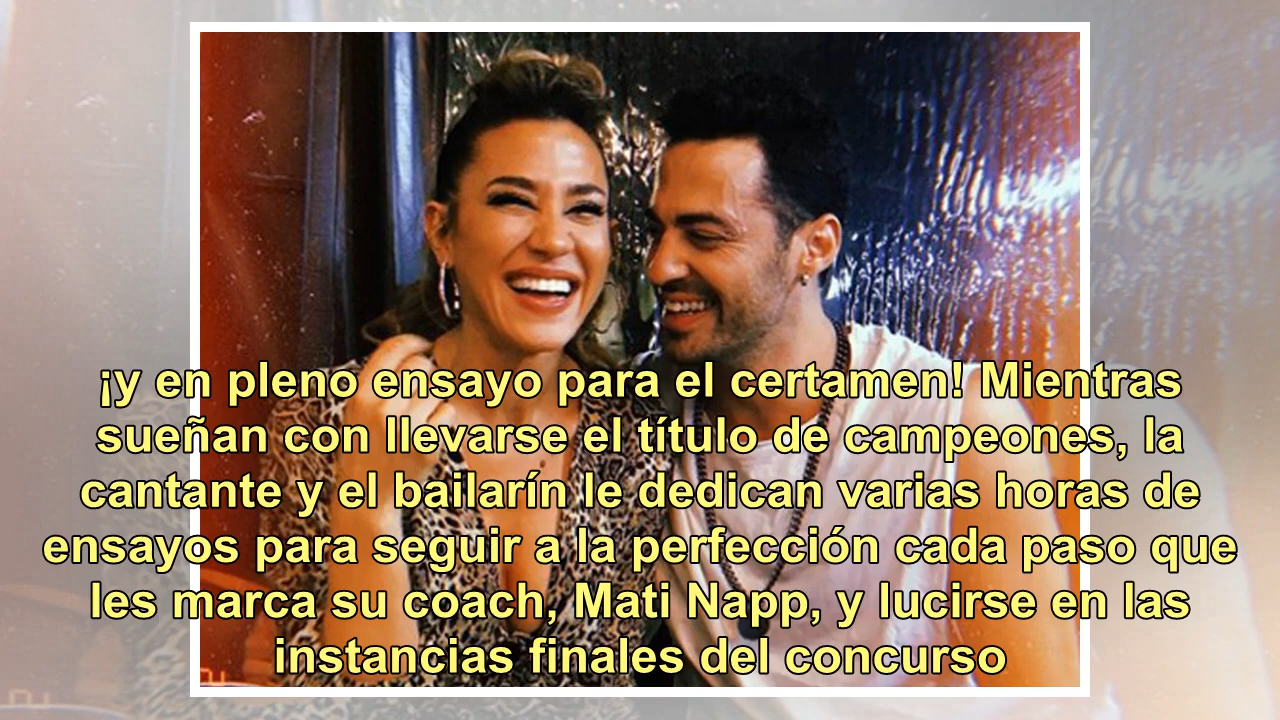 ¡y en pleno ensayo para el certamen! Mientras
sueñan con llevarse el título de campeones, la
cantante y el bailarín le dedican varias horas de
ensayos para seguir a la perfección cada paso que
les marca su coach, Mati Napp, y lucirse en las
instancias finales del concurso